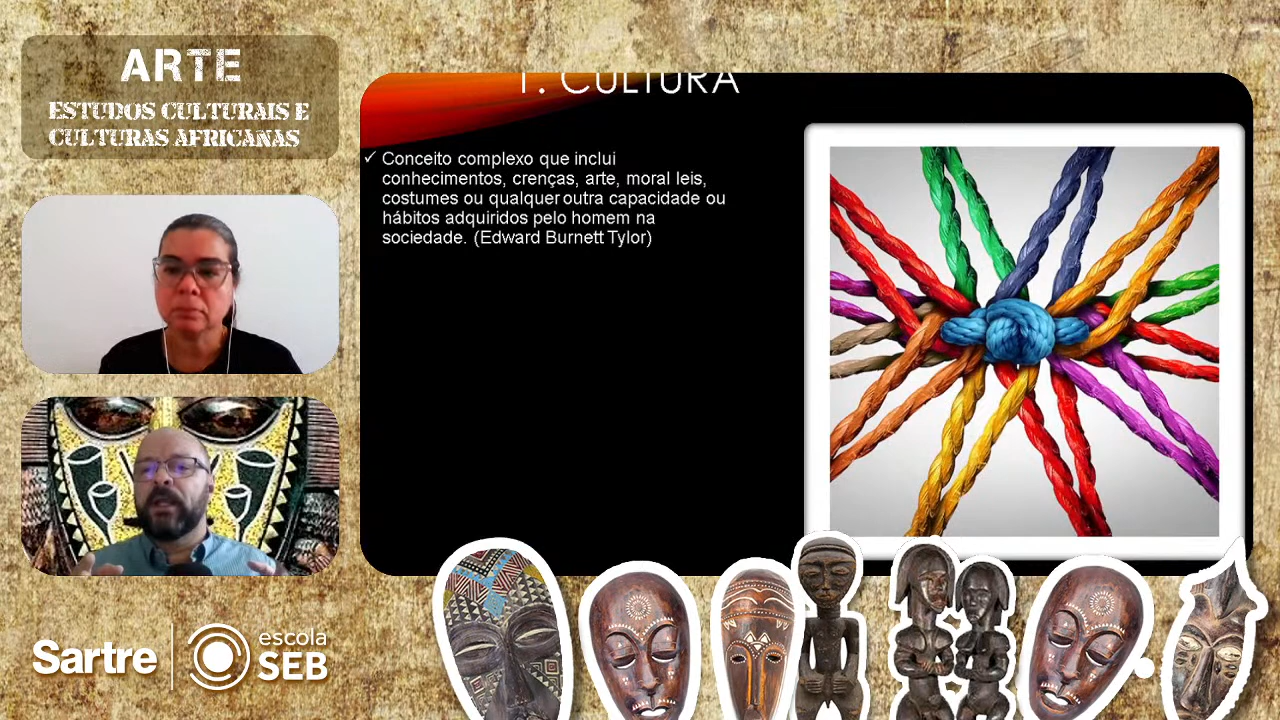 ARTE
ESTUDOS CULTURAIS E
CULTURAS AFRICANAS
1. CULTURA
✓ Conceito complexo que inclui
conhecimentos, crenças, arte, moral leis,
costumes ou qualquer outra capacidade ou
hábitos adquiridos pelo homem na
sociedade. (Edward Burnett Tylor)
Sartre
escola
SEB